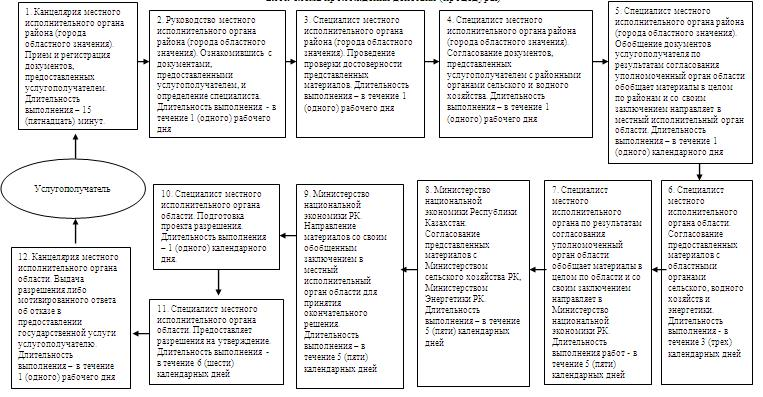 1. Канцелярия местного
исполнительного органа
района (города
областного значения).
Прием и регистрация
документов,
предоставленных
услугополучателем.
Длительность
выполнения – 15
(пятнадцать) минут.
2. Руководство местного
исполнительного органа
района (города областного
значения). Ознакомившись с
документами,
предоставленными
услугополучателем, и
определение специалиста.
Длительность выполнения - в
течение 1 (одного) рабочего
дня
3. Специалист местного
исполнительного органа
района (города областного
значения). Проведение
проверки достоверности
представленных
материалов. Длительность
выполнения – в течение 1
(одного) рабочего дня
4. Специалист местного
исполнительного органа района
(города областного значения).
Согласование документов,
представленных
услугополучателем с районными
органами сельского и водного
хозяйства. Длительность
выполнения – в течение 1
(одного) рабочего дня
5. Специалист местного
исполнительного органа района
(города областного значения).
Обобщение документов
услугополучателя по
результатам согласования
уполномоченный орган области
обобщает материалы в целом
по районам и со своим
заключением направляет в
местный исполнительный орган
области. Длительность
выполнения – в течение 1
(одного) календарного дня
Услугополучатель
6. Специалист
местного
исполнительного
органа области.
Согласование
предоставленных
материалов с
областными
органами
сельского, водного
хозяйств и
энергетики.
Длительность
выполнения - в
течение 3 (трех)
календарных дней
7. Специалист
местного
исполнительного
органа по результатам
согласования
уполномоченный
орган области
обобщает материалы в
целом по области и со
своим заключением
направляет в
Министерство
национальной
экономики РК.
Длительность
выполнения работ - в
течение 5 (пяти)
календарных дней
8. Министерство
национальной
экономики Республики
Казахстан.
Согласование
представленных
материалов с
Министерством
сельского хозяйства РК,
Министерством
Энергетики РК.
Длительность
выполнения – в течение
5 (пяти) календарных
дней
9. Министерство
национальной
экономики РК.
Направление
материалов со своим
обобщенным
заключением в
местный
исполнительный
орган области для
принятия
окончательного
решения.
Длительность
выполнения – в
течение 5 (пяти)
календарных дней
10. Специалист местного
исполнительного органа
области. Подготовка
проекта разрешения.
Длительность выполнения
– 1 (одного) календарного
дня.
11. Специалист местного
исполнительного органа
области. Предоставляет
разрешения на утверждение.
Длительность выполнения -
в течение 6 (шести)
календарных дней
12. Канцелярия местного
исполнительного органа
области. Выдача
разрешения либо
мотивированного ответа
об отказе в
предоставлении
государственной услуги
услугополучателю.
Длительность
выполнения – в течение
1 (одного) рабочего дня